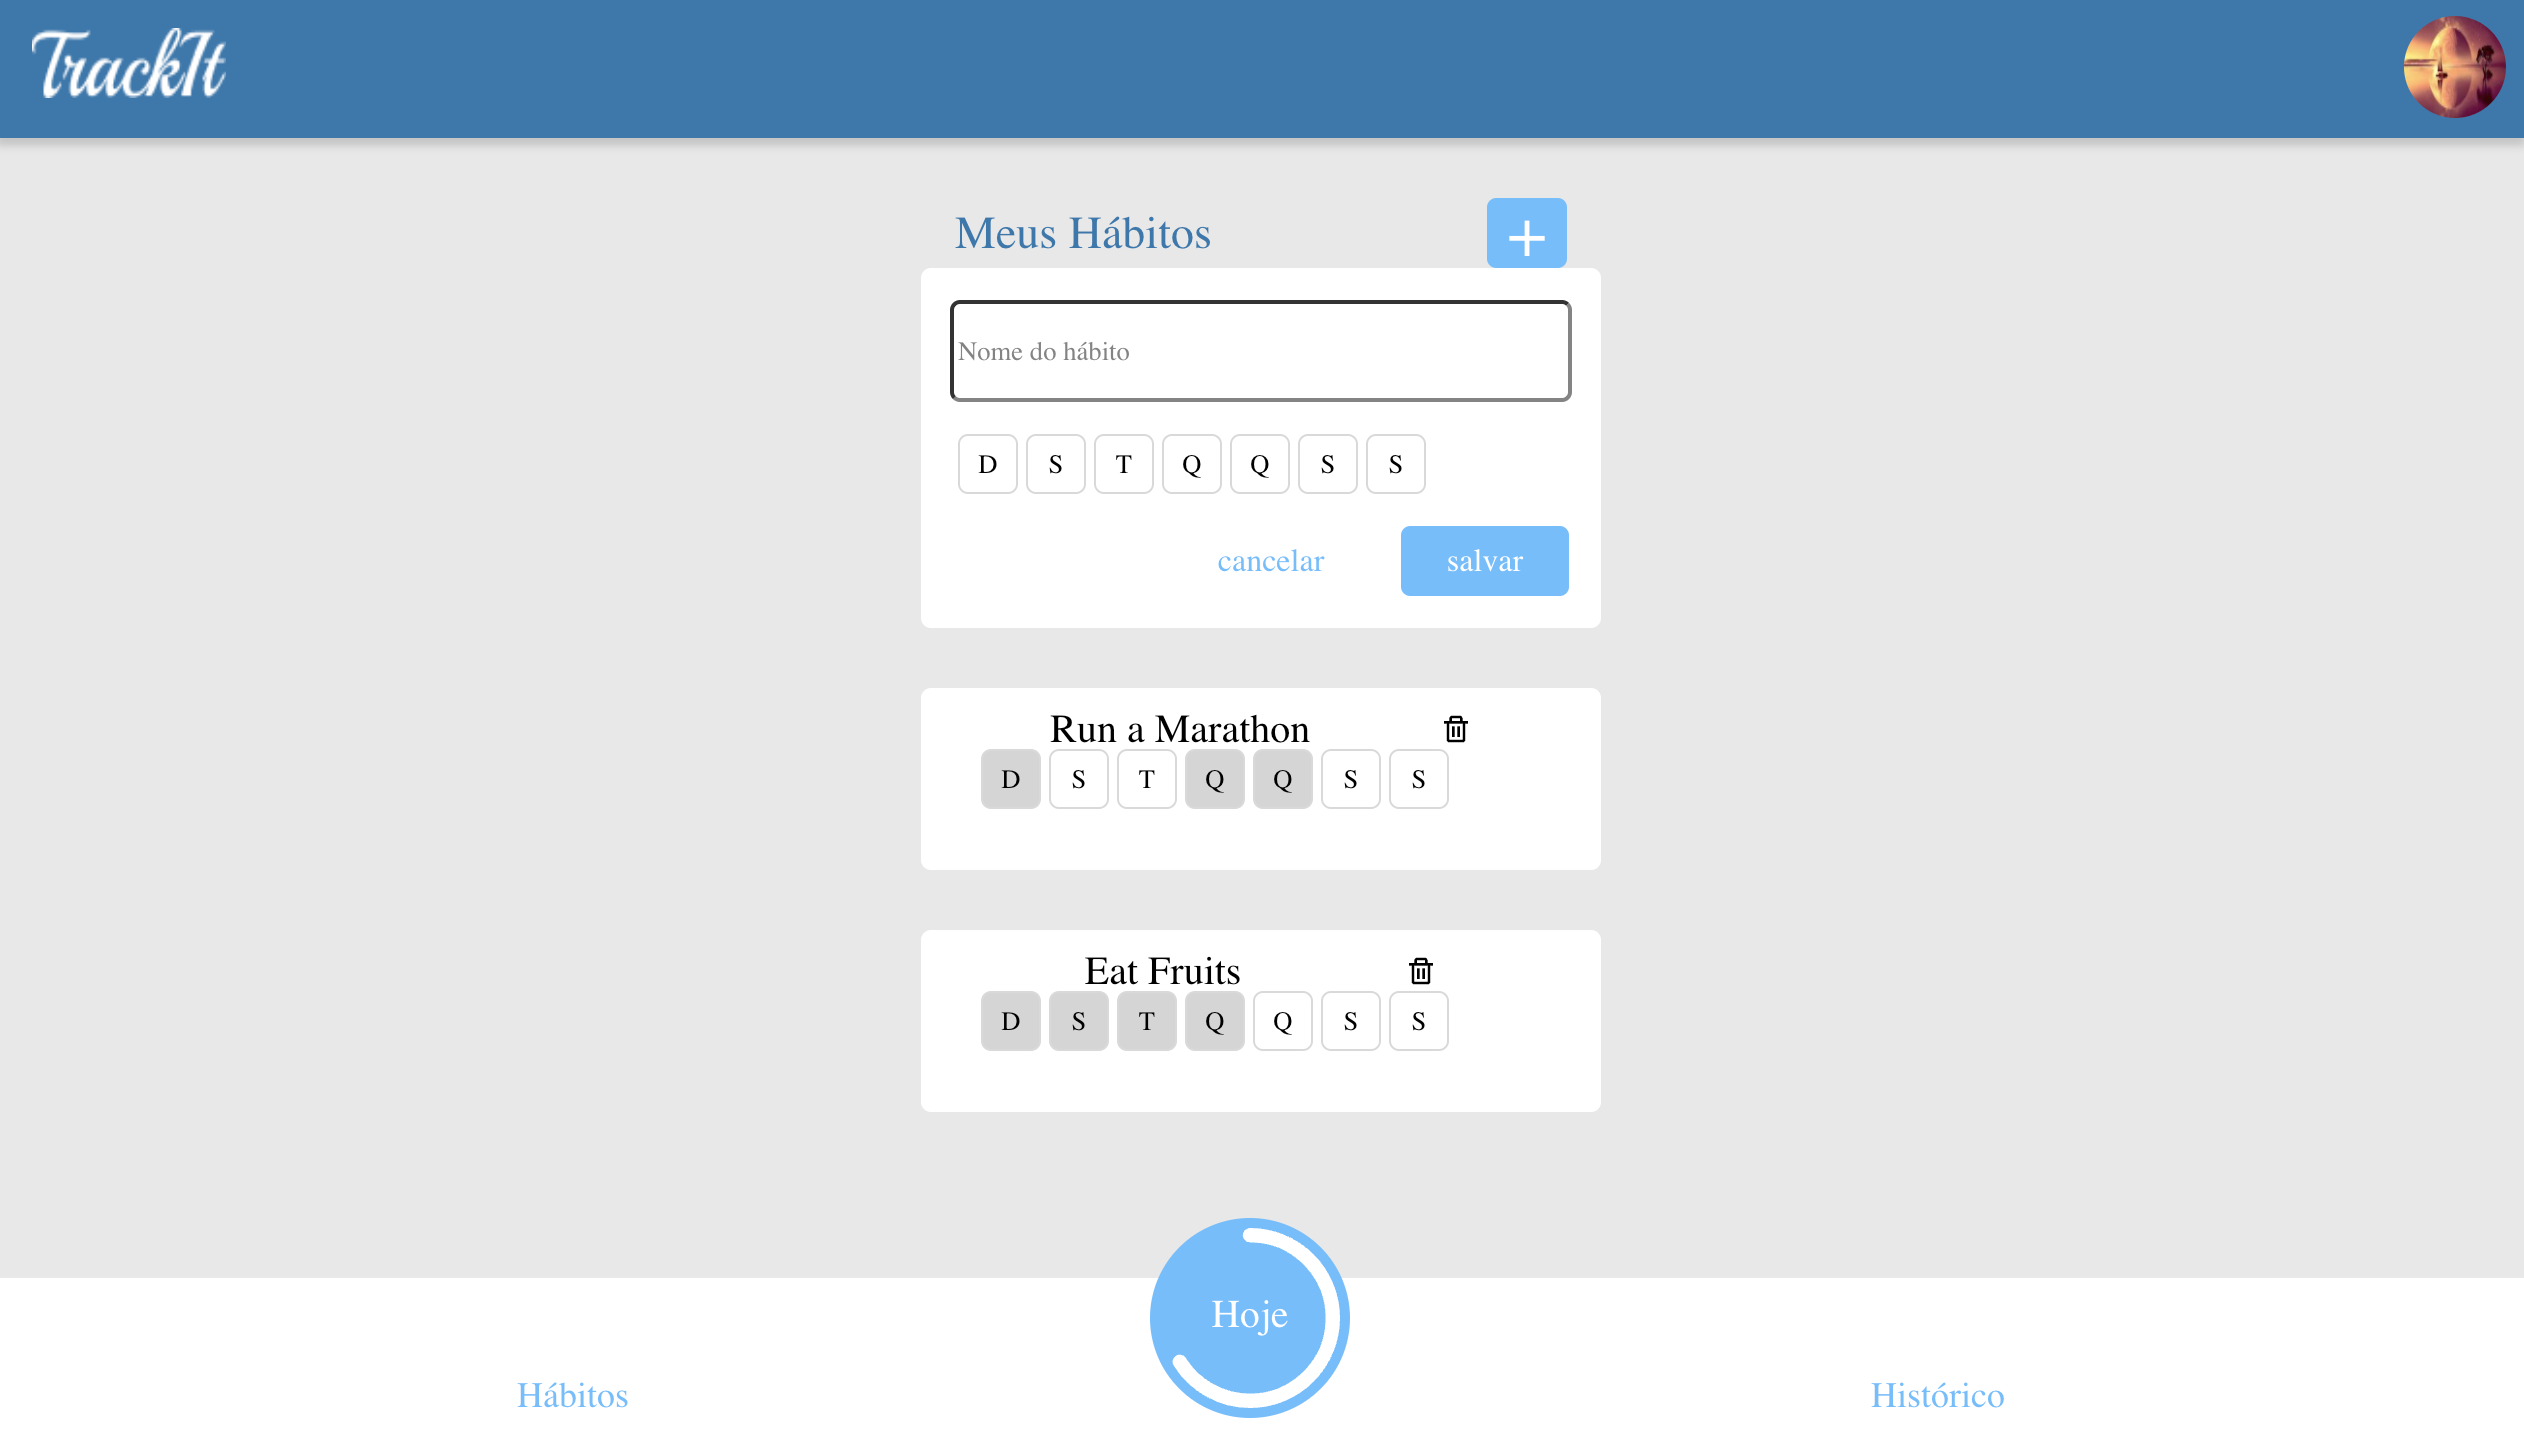 TrackIt
Meus Hábitos +
Nome do hábito
D S T Q Q S S
cancelar salvar
Run a Marathon
D S T Q Q S S
Eat Fruits
D S T Q Q S S
Hoje
Hábitos Histórico